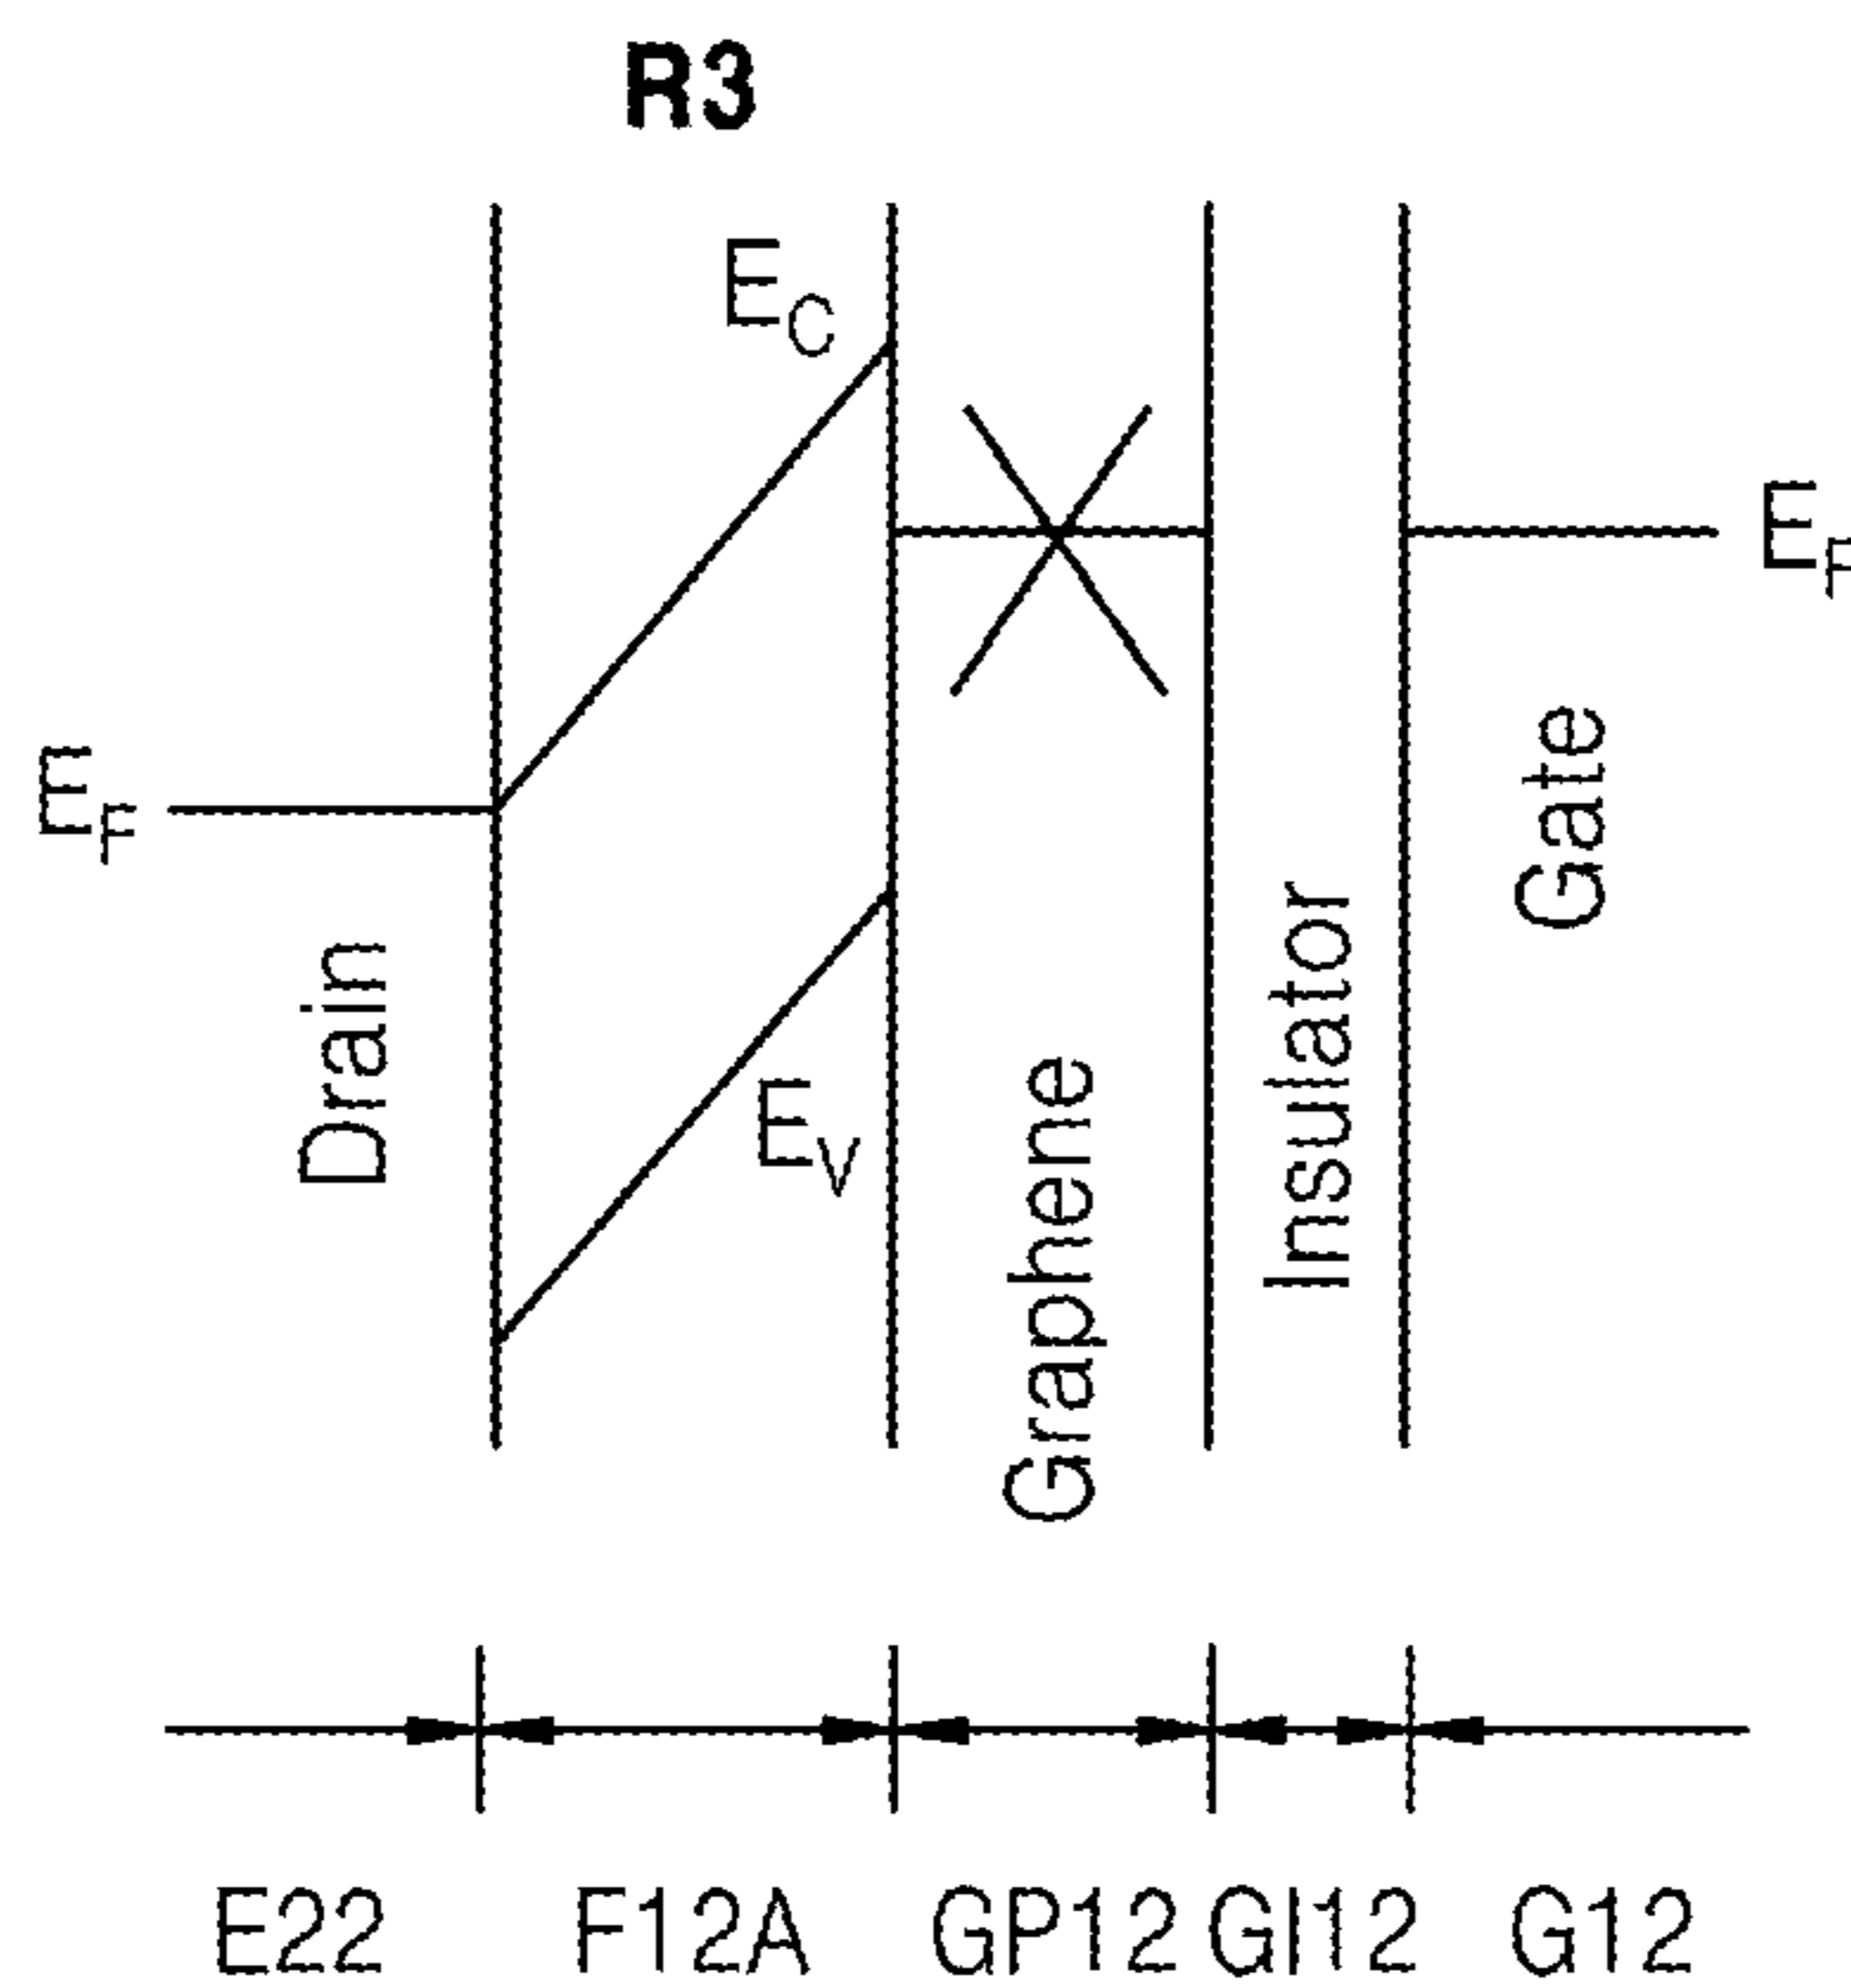 R3
E_C
E_F
E_F
Gate
Insulator
Drain
Graphene
E_V
E22 F12A GP12 GI12 G12